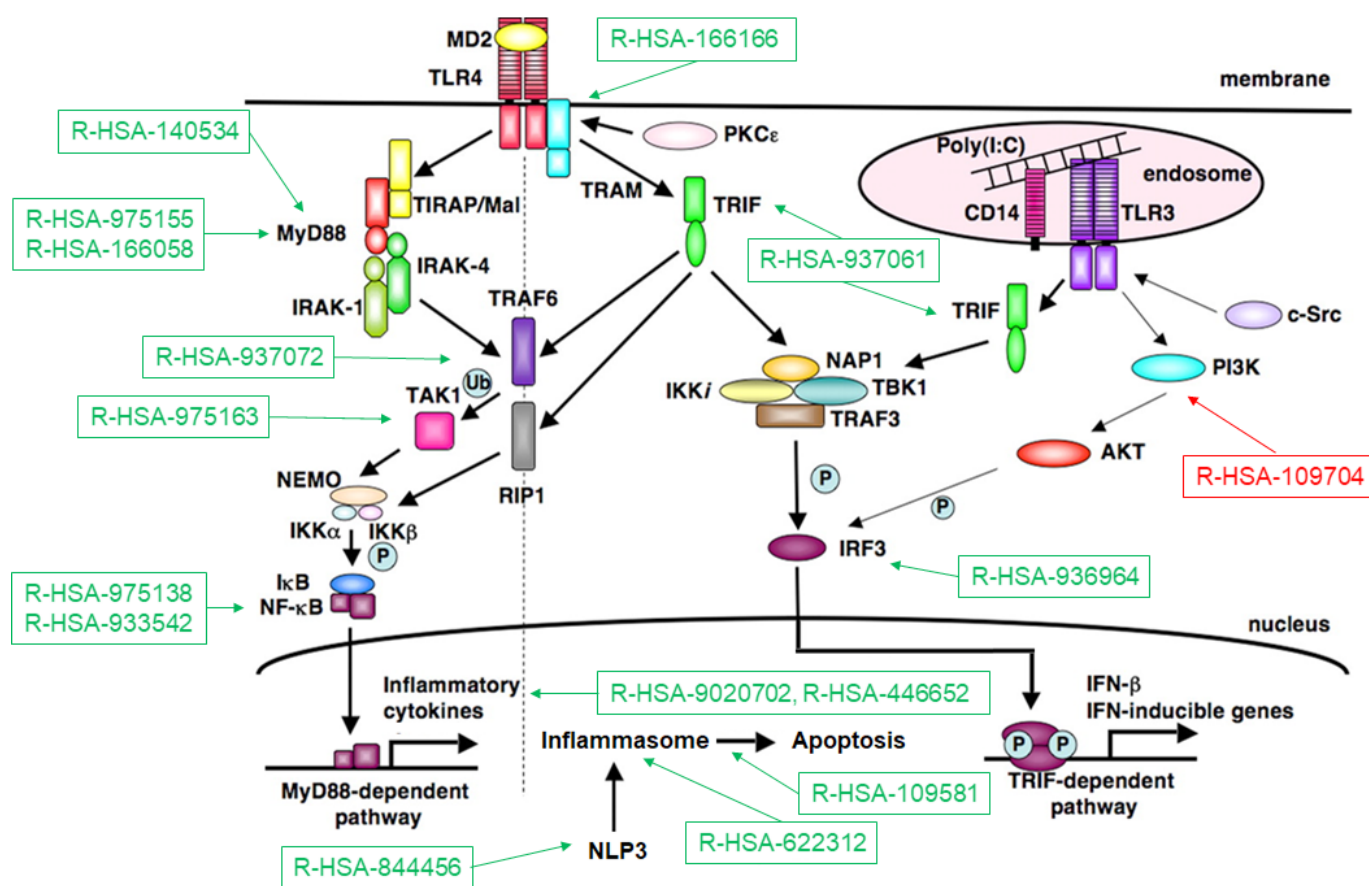 MD2
R-HSA-166166
TLR4
membrane
R-HSA-140534
PKCε
Poly(I:C)
endosome
TRAM
TRIF
TIRAP/Mal
CD14
TLR3
R-HSA-975155
R-HSA-166058
MyD88
R-HSA-937061
IRAK-4
IRAK-1
TRAF6
TRIF
c-Src
R-HSA-937072
NAP1
PI3K
Ub
TAK1
IKKi
TBK1
R-HSA-975163
TRAF3
AKT
R-HSA-109704
NEMO
RIP1
P
P
IKKα
IKKβ
P
IRF3
R-HSA-936964
R-HSA-975138
R-HSA-933542
IκB
NF-κB
nucleus
Inflammatory
cytokines
R-HSA-9020702, R-HSA-446652
IFN-β
IFN-inducible genes
Inflammasome
Apoptosis
P
P
MyD88-dependent
pathway
R-HSA-109581
TRIF-dependent
pathway
R-HSA-622312
NLP3
R-HSA-844456